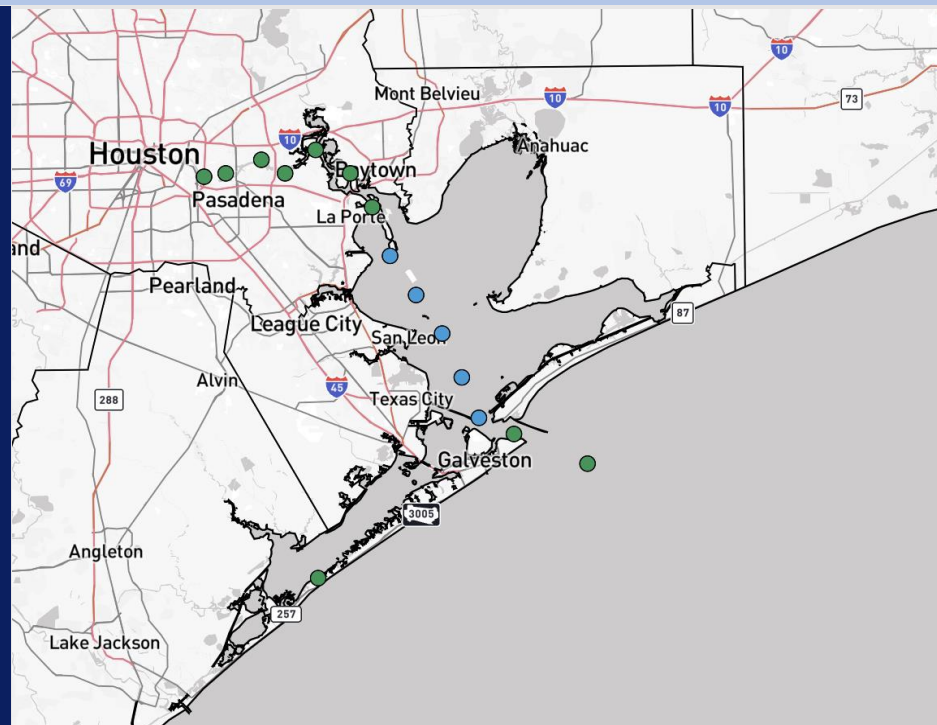 10
Mont Belvieu
10
10
73
10
Houston
Anahuac
69
Baytown
Pasadena
La Porte
and
Pearland
87
League City
San Leon
Alvin
45
288
Texas City
Galveston
3005
Angleton
257
Lake Jackson